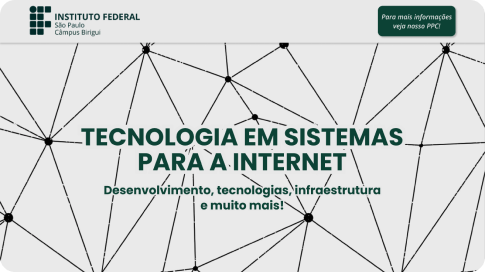 INSTITUTO FEDERAL
São Paulo
Câmpus Birigui
Para mais informações
veja nosso PPC!
TECNOLOGIA EM SISTEMAS
PARA A INTERNET
Desenvolvimento, tecnologias, infraestrutura
e muito mais!